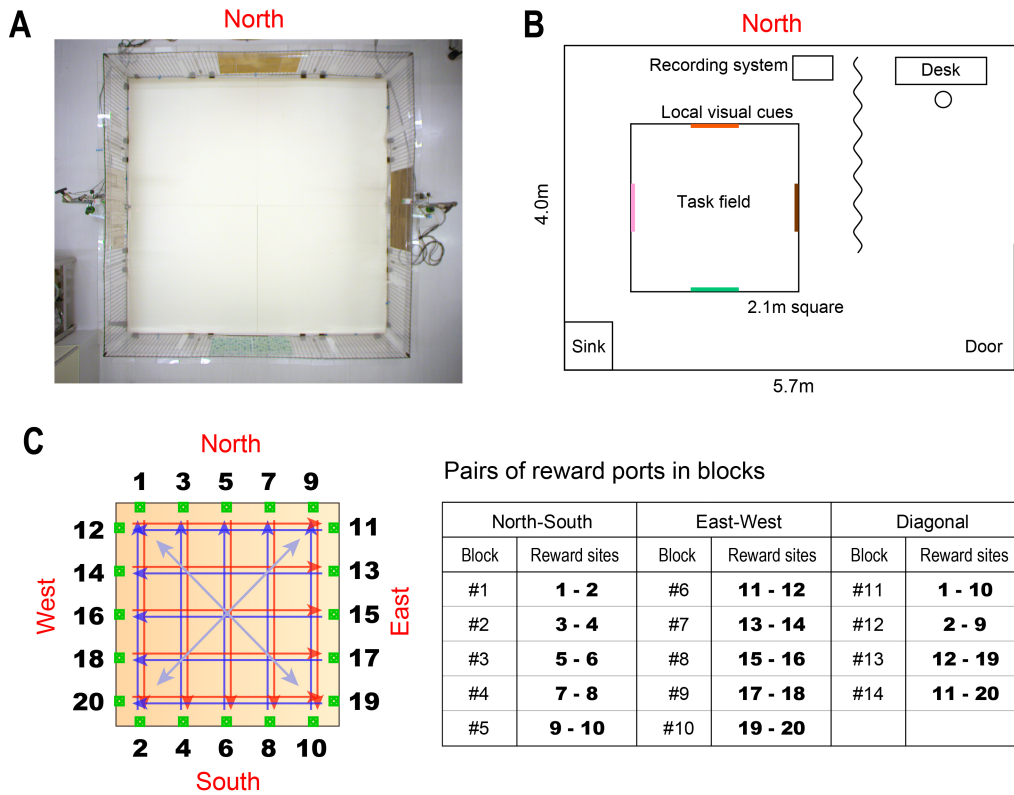 A
North
B
North
Recording system
Desk
Local visual cues
Task field
4.0m
2.1m square
Sink
Door
5.7m
C
North
1 3 5 7 9
12 11
14 13
16 15
18 17
20 19
West
East
2 4 6 8 10
South
Pairs of reward ports in blocks
North-South East-West Diagonal
Block Reward sites Block Reward sites Block Reward sites
#1 1 - 2 #6 11 - 12 #11 1 - 10
#2 3 - 4 #7 13 - 14 #12 2 - 9
#3 5 - 6 #8 15 - 16 #13 12 - 19
#4 7 - 8 #9 17 - 18 #14 11 - 20
#5 9 - 10 #10 19 - 20